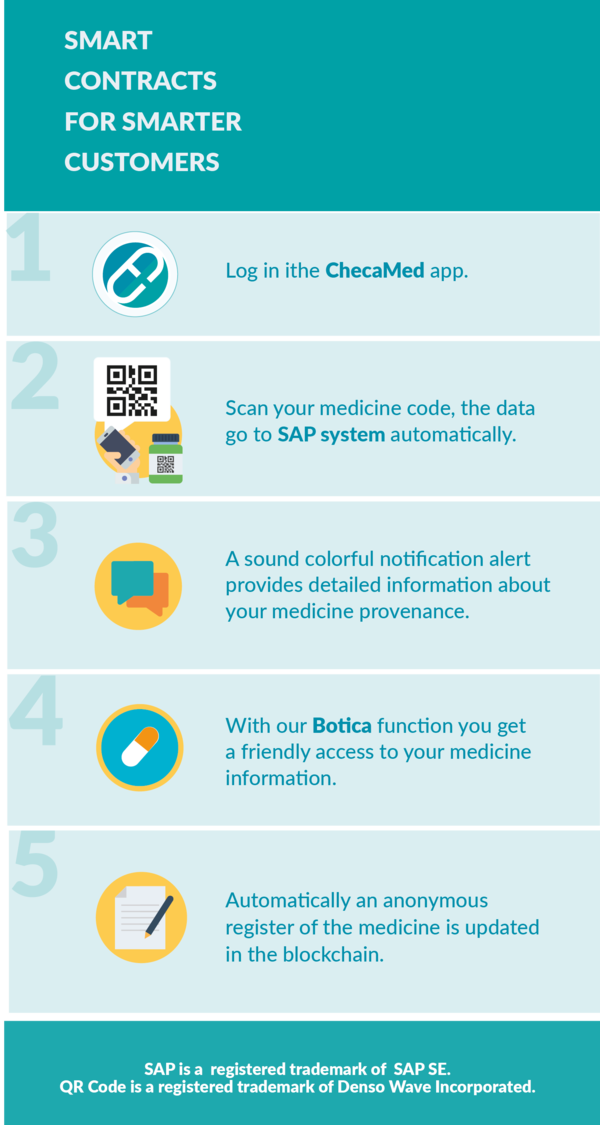 SMART
CONTRACTS
FOR SMARTER
CUSTOMERS
1
Log in ithe ChecaMed app.
2
Scan your medicine code, the data
go to SAP system automatically.
3
A sound colorful notification alert
provides detailed information about
your medicine provenance.
4
With our Botica function you get
a friendly access to your medicine
information.
5
Automatically an anonymous
register of the medicine is updated
in the blockchain.
SAP is a registered trademark of SAP SE.
QR Code is a registered trademark of Denso Wave Incorporated.